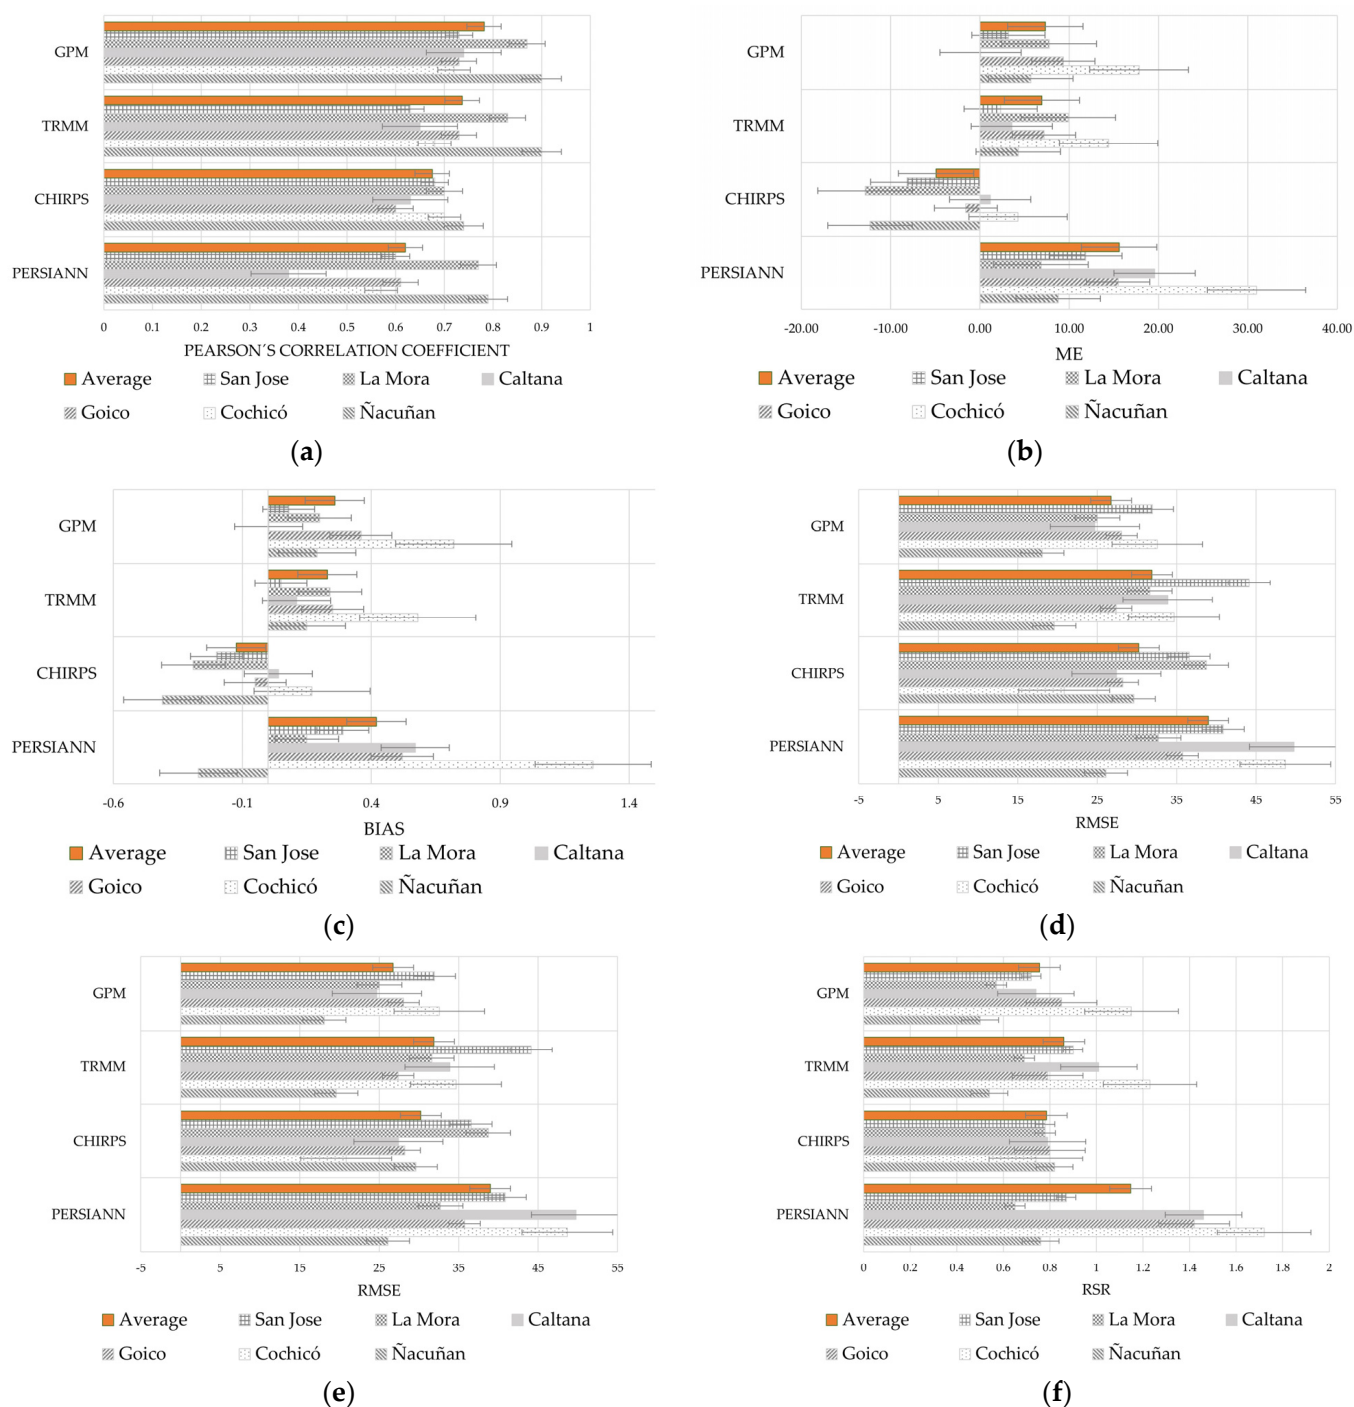 GPM
TRMM
CHIRPS
PERSIANN
0 0.1 0.2 0.3 0.4 0.5 0.6 0.7 0.8 0.9 1
PEARSON´S CORRELATION COEFFICIENT
Average San Jose La Mora Caltana
Goico Cochicó Ñacuñan
(a)
GPM
TRMM
CHIRPS
PERSIANN
-20.00 -10.00 0.00 10.00 20.00 30.00 40.00
ME
Average San Jose La Mora Caltana
Goico Cochicó Ñacuñan
(b)
GPM
TRMM
CHIRPS
PERSIANN
-0.6 -0.1 0.4 0.9 1.4
BIAS
Average San Jose La Mora Caltana
Goico Cochicó Ñacuñan
(c)
GPM
TRMM
CHIRPS
PERSIANN
-5 5 15 25 35 45 55
RMSE
Average San Jose La Mora Caltana
Goico Cochicó Ñacuñan
(d)
GPM
TRMM
CHIRPS
PERSIANN
-5 5 15 25 35 45 55
RMSE
Average San Jose La Mora Caltana
Goico Cochicó Ñacuñan
(e)
GPM
TRMM
CHIRPS
PERSIANN
0 0.2 0.4 0.6 0.8 1 1.2 1.4 1.6 1.8 2
RSR
Average San Jose La Mora Caltana
Goico Cochicó Ñacuñan
(f)